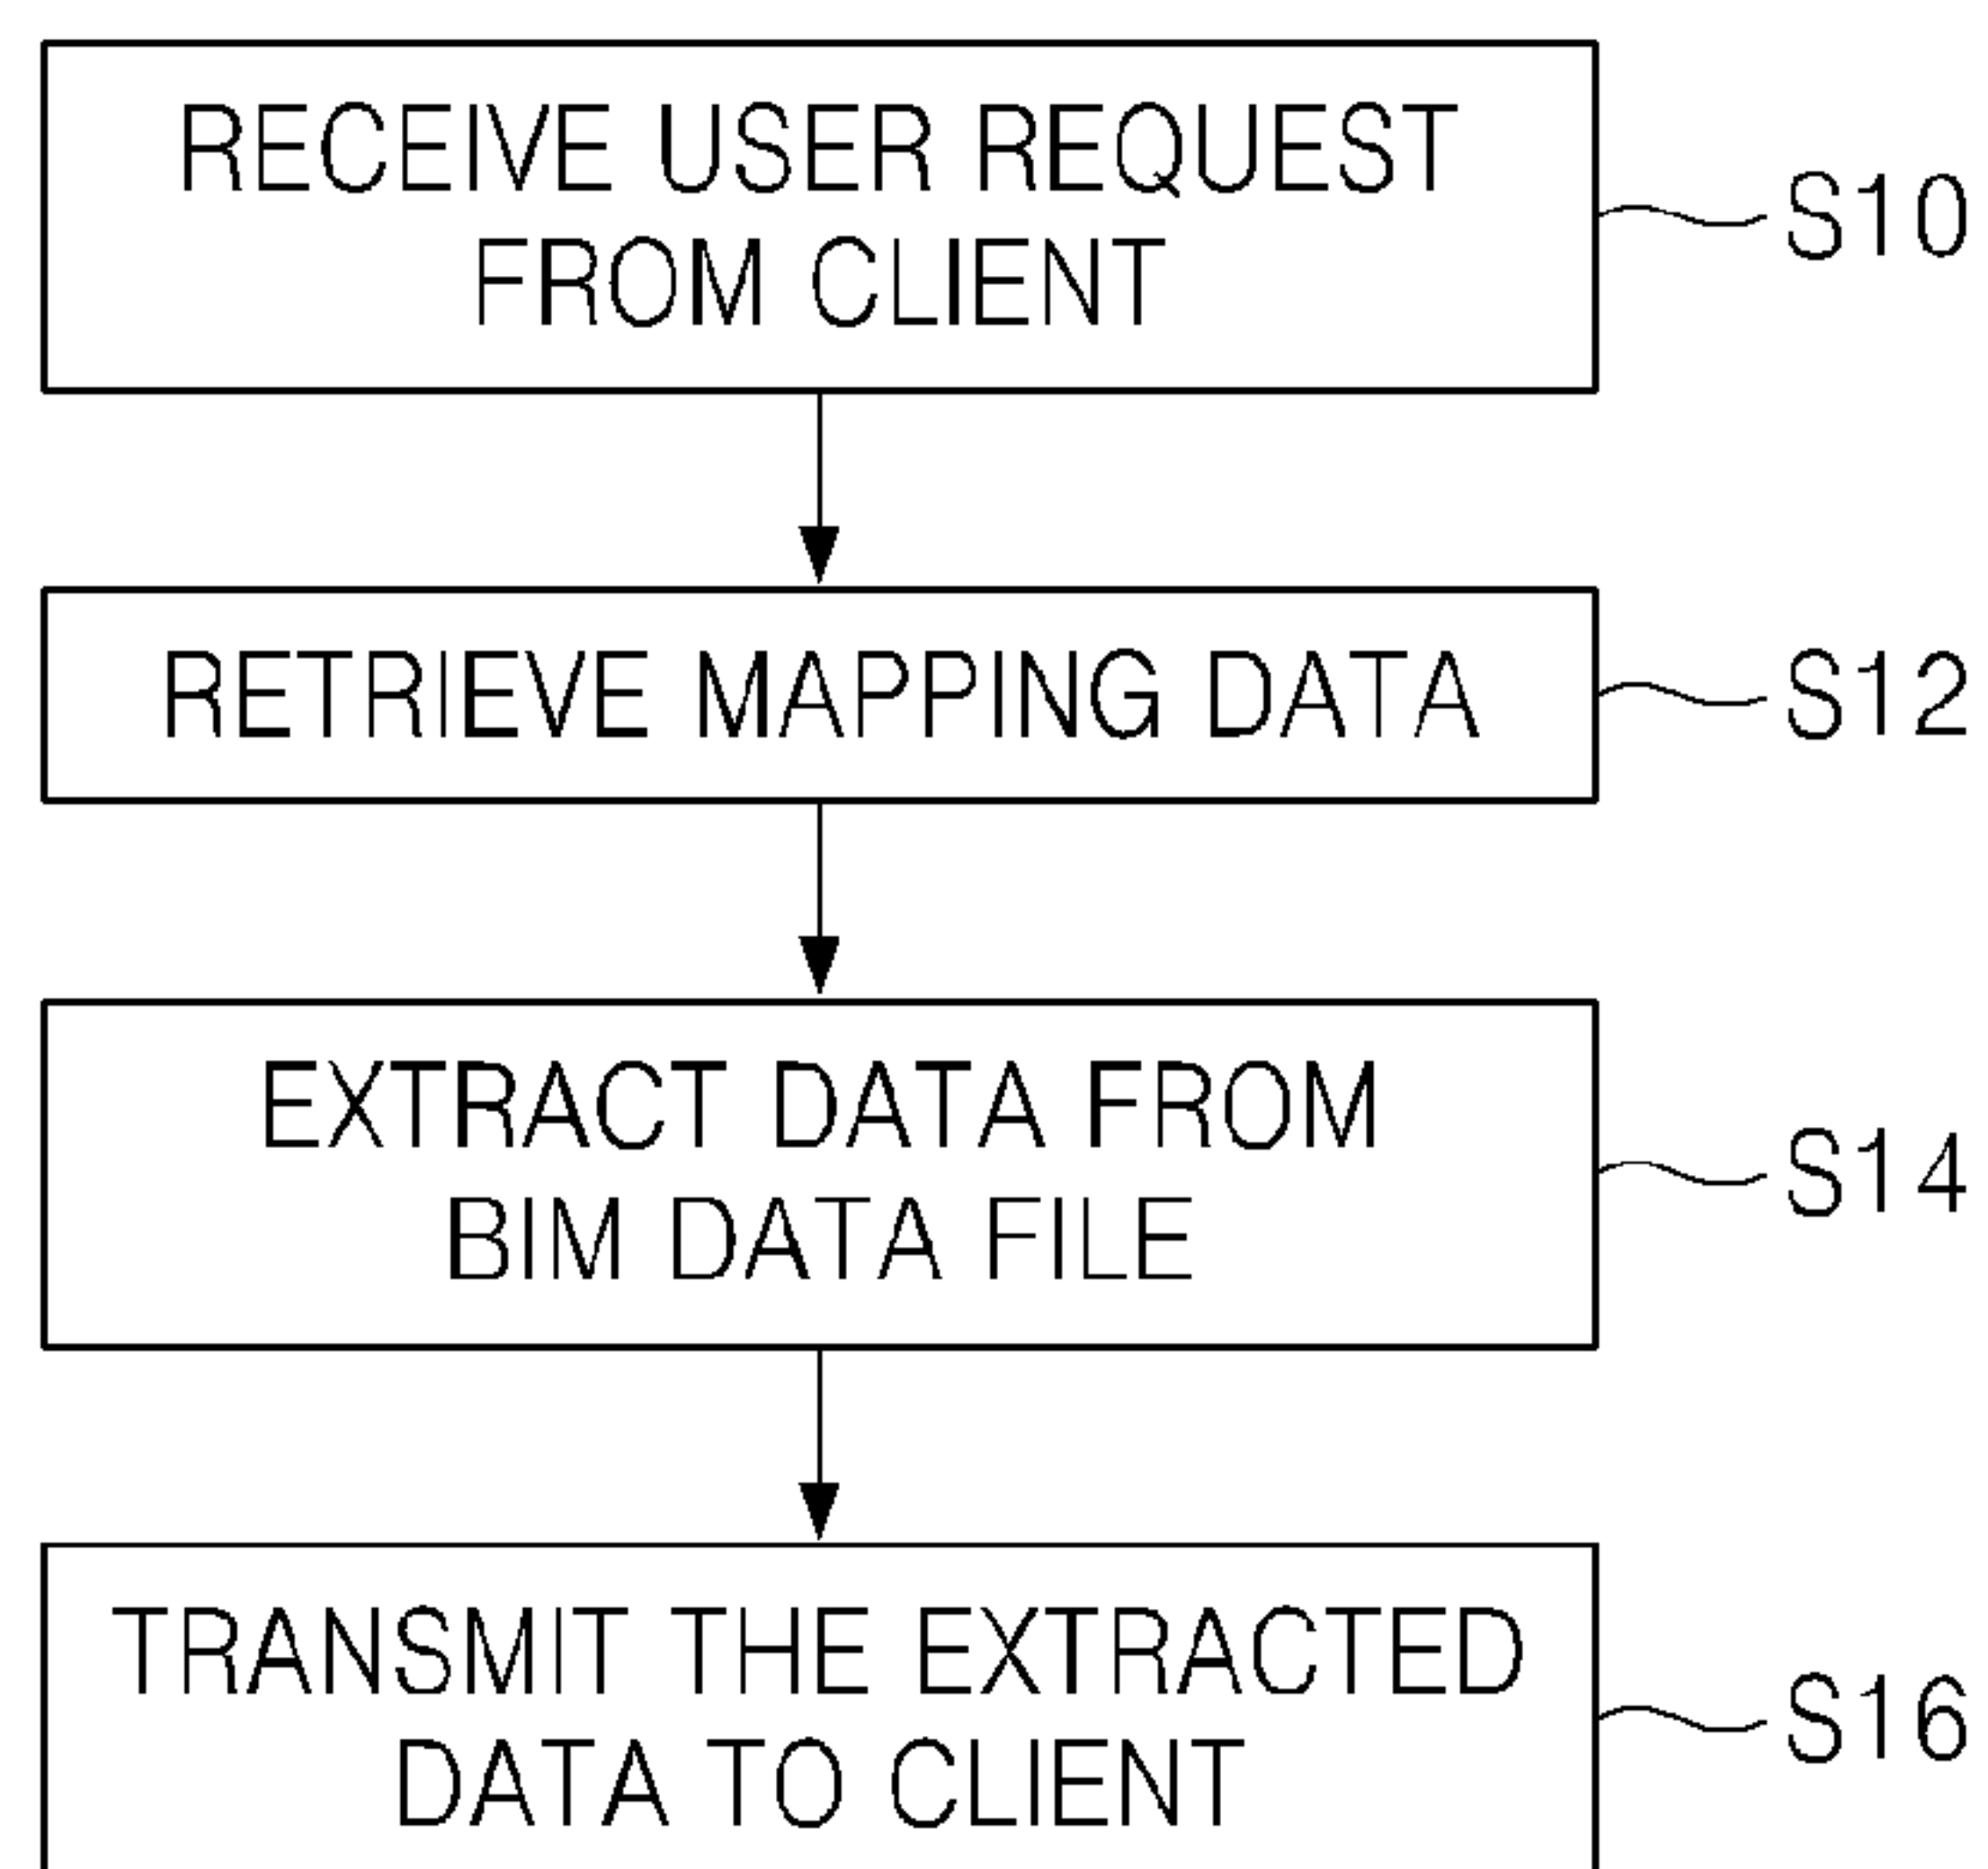 RECEIVE USER REQUEST
FROM CLIENT
S10
RETRIEVE MAPPING DATA
S12
EXTRACT DATA FROM
BIM DATA FILE
S14
TRANSMIT THE EXTRACTED
DATA TO CLIENT
S16